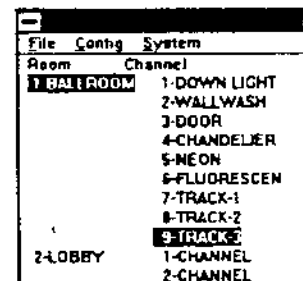 File Config System
Room Channel
1-BALLROOM 1-DOWN LIGHT
2-WALLWASH
3-DOOR
4-CHANDELIER
5-NEON
6-FLUORESCEN
7-TRACK-1
8-TRACK-2
9-TRACK-3
2-LOBBY 1-CHANNEL
2-CHANNEL